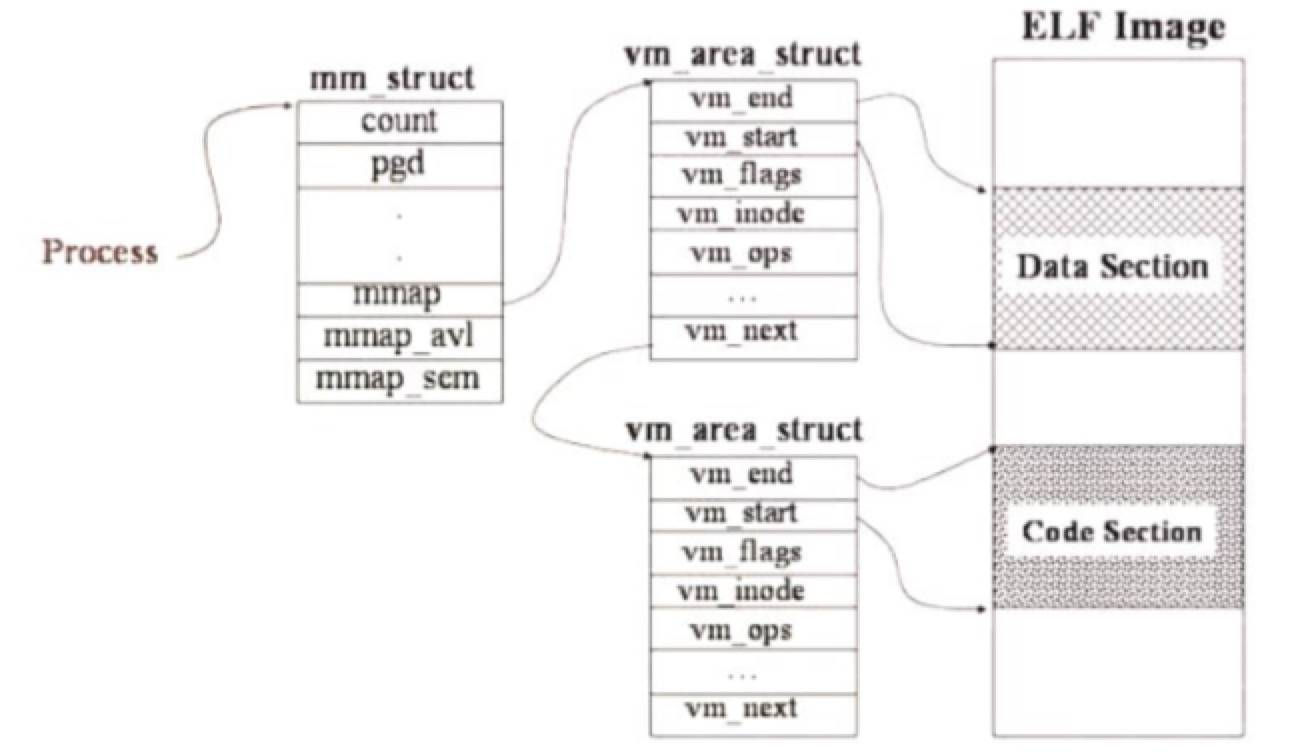 ELF Image
vm_area_struct
mm_struct
count
pgd
.
.
mmap
mmap_avl
mmap_sem
Process
vm_end
vm_start
vm_flags
vm_inode
vm_ops
...
vm_next
vm_area_struct
vm_end
vm_start
vm_flags
vm_inode
vm_ops
...
vm_next
Data Section
Code Section